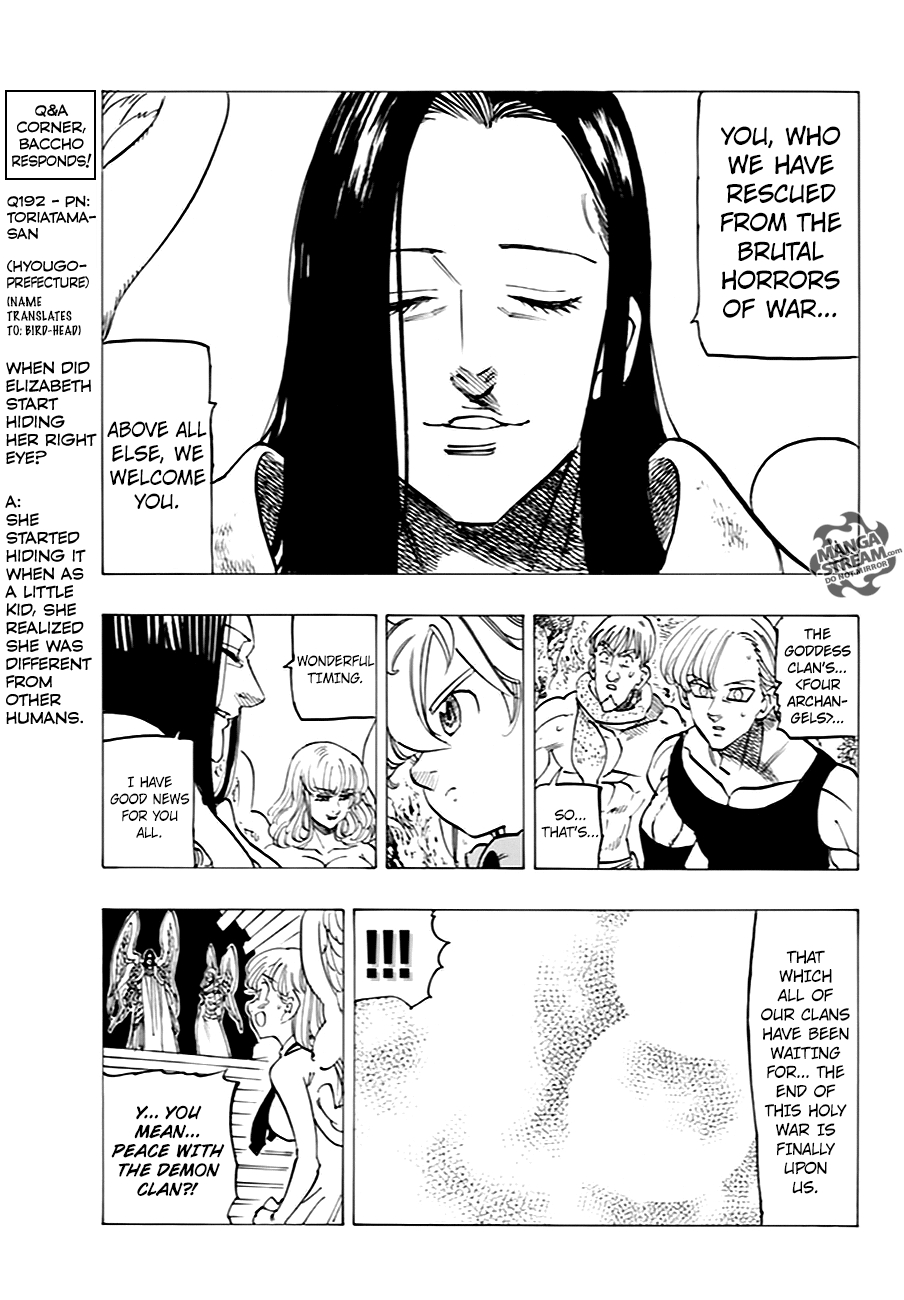 Q&A
CORNER,
BACCHO
RESPONDS!
Q192 - PN:
TORIATAMA-
SAN
(HYOUGO-
PREFECTURE)
(NAME
TRANSLATES
TO: BIRD-HEAD)
WHEN DID
ELIZABETH
START
HIDING
HER RIGHT
EYE?
A:
SHE
STARTED
HIDING IT
WHEN AS
A LITTLE
KID, SHE
REALIZED
SHE WAS
DIFFERENT
FROM
OTHER
HUMANS.
YOU, WHO
WE HAVE
RESCUED
FROM THE
BRUTAL
HORRORS
OF WAR...
ABOVE ALL
ELSE, WE
WELCOME
YOU.
MANGA
STREAM.com
DO NOT MIRROR
THE
GODDESS
CLAN'S...
<FOUR
ARCHAN-
GELS>...
SO...
THAT'S...
WONDERFUL
TIMING.
I HAVE
GOOD NEWS
FOR YOU
ALL.
THAT
WHICH
ALL OF
OUR CLANS
HAVE BEEN
WAITING
FOR... THE
END OF
THIS HOLY
WAR IS
FINALLY
UPON
US.
!!!
Y... YOU
MEAN...
PEACE WITH
THE DEMON
CLAN?!